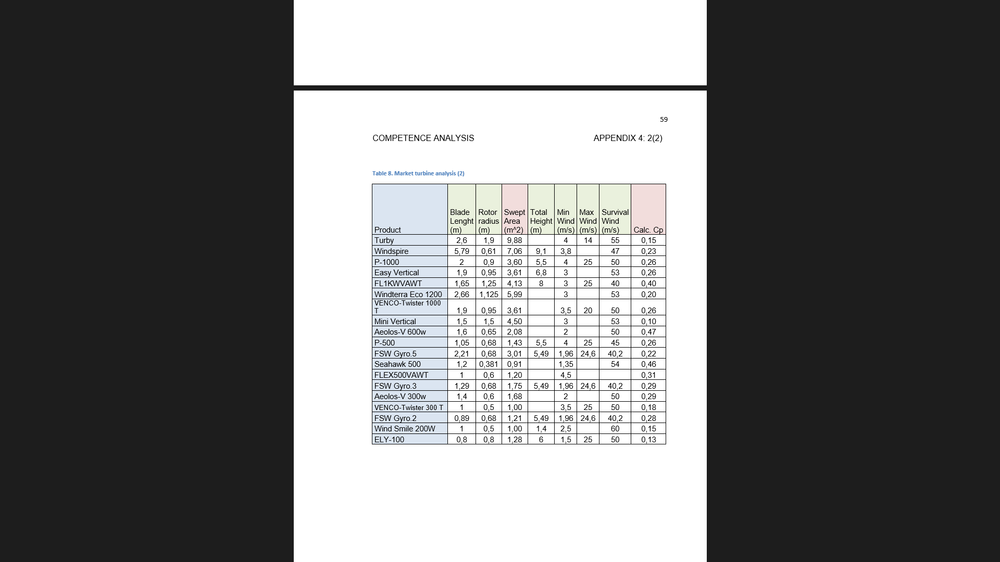 59
COMPETENCE ANALYSIS APPENDIX 4: 2(2)
Table 8. Market turbine analysis (2)
Product Blade Lenght (m) Rotor radius (m) Swept Area (m^2) Total Height (m) Min Wind (m/s) Max Wind (m/s) Survival Wind (m/s) Calc. Cp
Turby 2,6 1,9 9,88 4 14 55 0,15
Windspire 5,79 0,61 7,06 9,1 3,8 47 0,23
P-1000 2 0,9 3,60 5,5 4 25 50 0,26
Easy Vertical 1,9 0,95 3,61 6,8 3 53 0,26
FL1KWVAWT 1,65 1,25 4,13 8 3 25 40 0,40
Windterra Eco 1200 2,66 1,125 5,99 3 53 0,20
VENCO-Twister 1000
T 1,9 0,95 3,61 3,5 20 50 0,26
Mini Vertical 1,5 1,5 4,50 3 53 0,10
Aeolos-V 600w 1,6 0,65 2,08 2 50 0,47
P-500 1,05 0,68 1,43 5,5 4 25 45 0,26
FSW Gyro.5 2,21 0,68 3,01 5,49 1,96 24,6 40,2 0,22
Seahawk 500 1,2 0,381 0,91 1,35 54 0,46
FLEX500VAWT 1 0,6 1,20 4,5 0,31
FSW Gyro.3 1,29 0,68 1,75 5,49 1,96 24,6 40,2 0,29
Aeolos-V 300w 1,4 0,6 1,68 2 50 0,29
VENCO-Twister 300 T 1 0,5 1,00 3,5 25 50 0,18
FSW Gyro.2 0,89 0,68 1,21 5,49 1,96 24,6 40,2 0,28
Wind Smile 200W 1 0,5 1,00 1,4 2,5 60 0,15
ELY-100 0,8 0,8 1,28 6 1,5 25 50 0,13